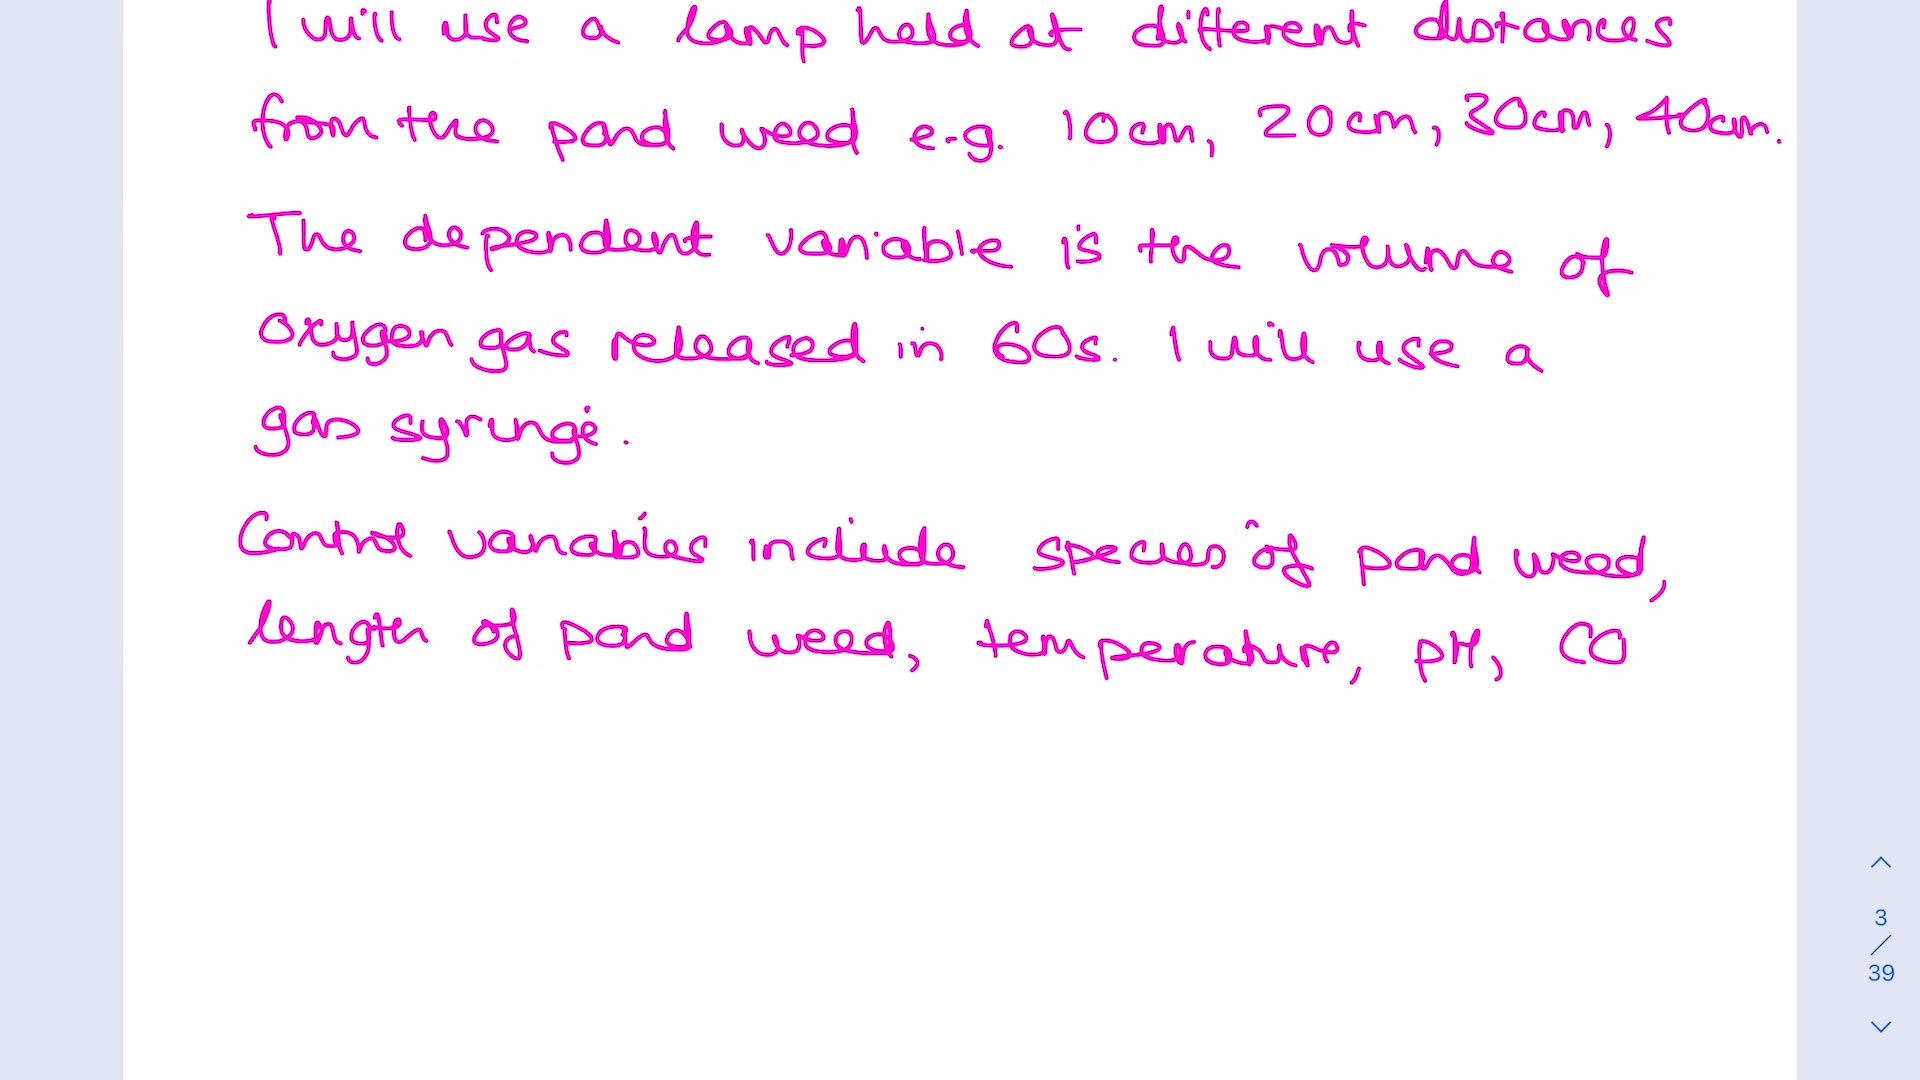 I will use a lamp held at different distances
from the pond weed e.g. 10cm, 20cm, 30cm, 40cm.
The dependent variable is the volume of
oxygen gas released in 60s. I will use a
gas syringe.
Control variables include species of pond weed,
length of pond weed, temperature, pH, CO
3
/
39